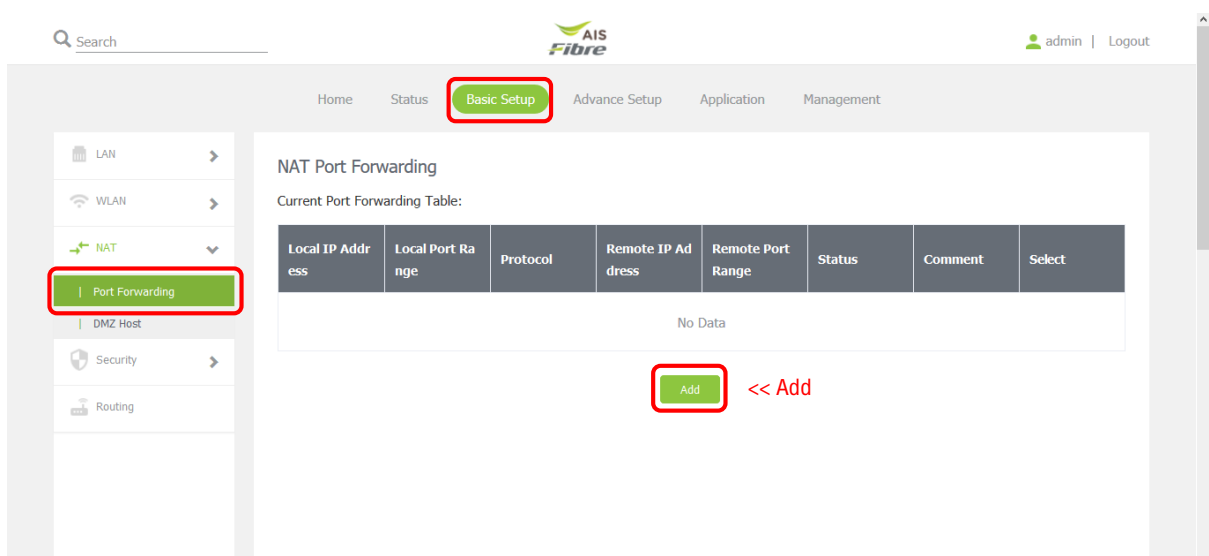 Search
AIS
Fibre
admin | Logout
Home Status Basic Setup Advance Setup Application Management
LAN
WLAN
NAT
| Port Forwarding
| DMZ Host
Security
Routing
NAT Port Forwarding
Current Port Forwarding Table:
Local IP Addr
ess
Local Port Ra
nge
Protocol
Remote IP Ad
dress
Remote Port
Range
Status
Comment
Select
No Data
Add << Add